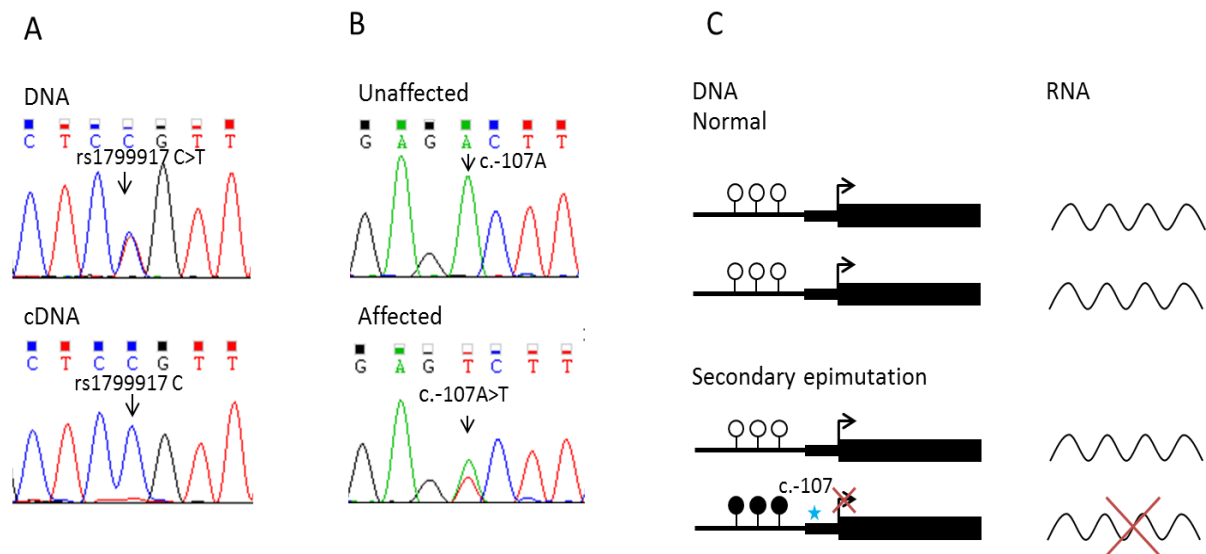 A
DNA
C T C C G T T
rs1799917 C>T
cDNA
C T C C G T T
rs1799917 C
B
Unaffected
G A G A C T T
c.-107A
Affected
G A G T C T T
c.-107A>T
C
DNA
Normal
RNA
Secondary epimutation
c.-107